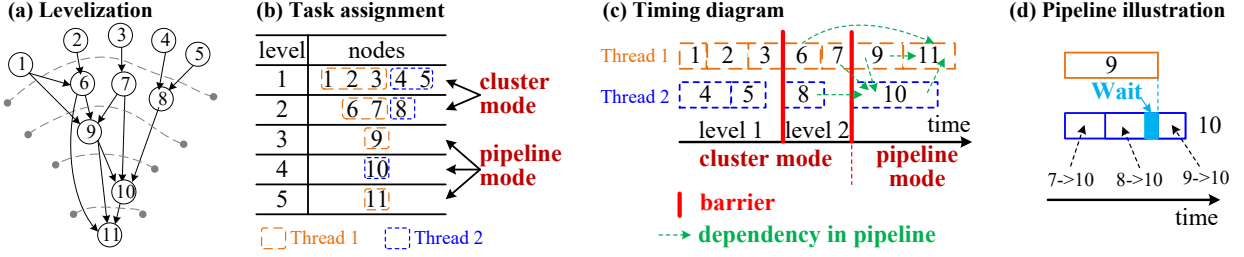 (a) Levelization
1
2
3
4
5
6
7
8
9
10
11
(b) Task assignment
level nodes
1 1 2 3 4 5
2 6 7 8
3 9
4 10
5 11
cluster
mode
pipeline
mode
Thread 1 Thread 2
(c) Timing diagram
Thread 1 1 2 3 6 7 9 11
Thread 2 4 5 8 10
level 1 level 2 time
cluster mode pipeline
mode
barrier
dependency in pipeline
(d) Pipeline illustration
9
Wait
10
7->10 8->10 9->10
time